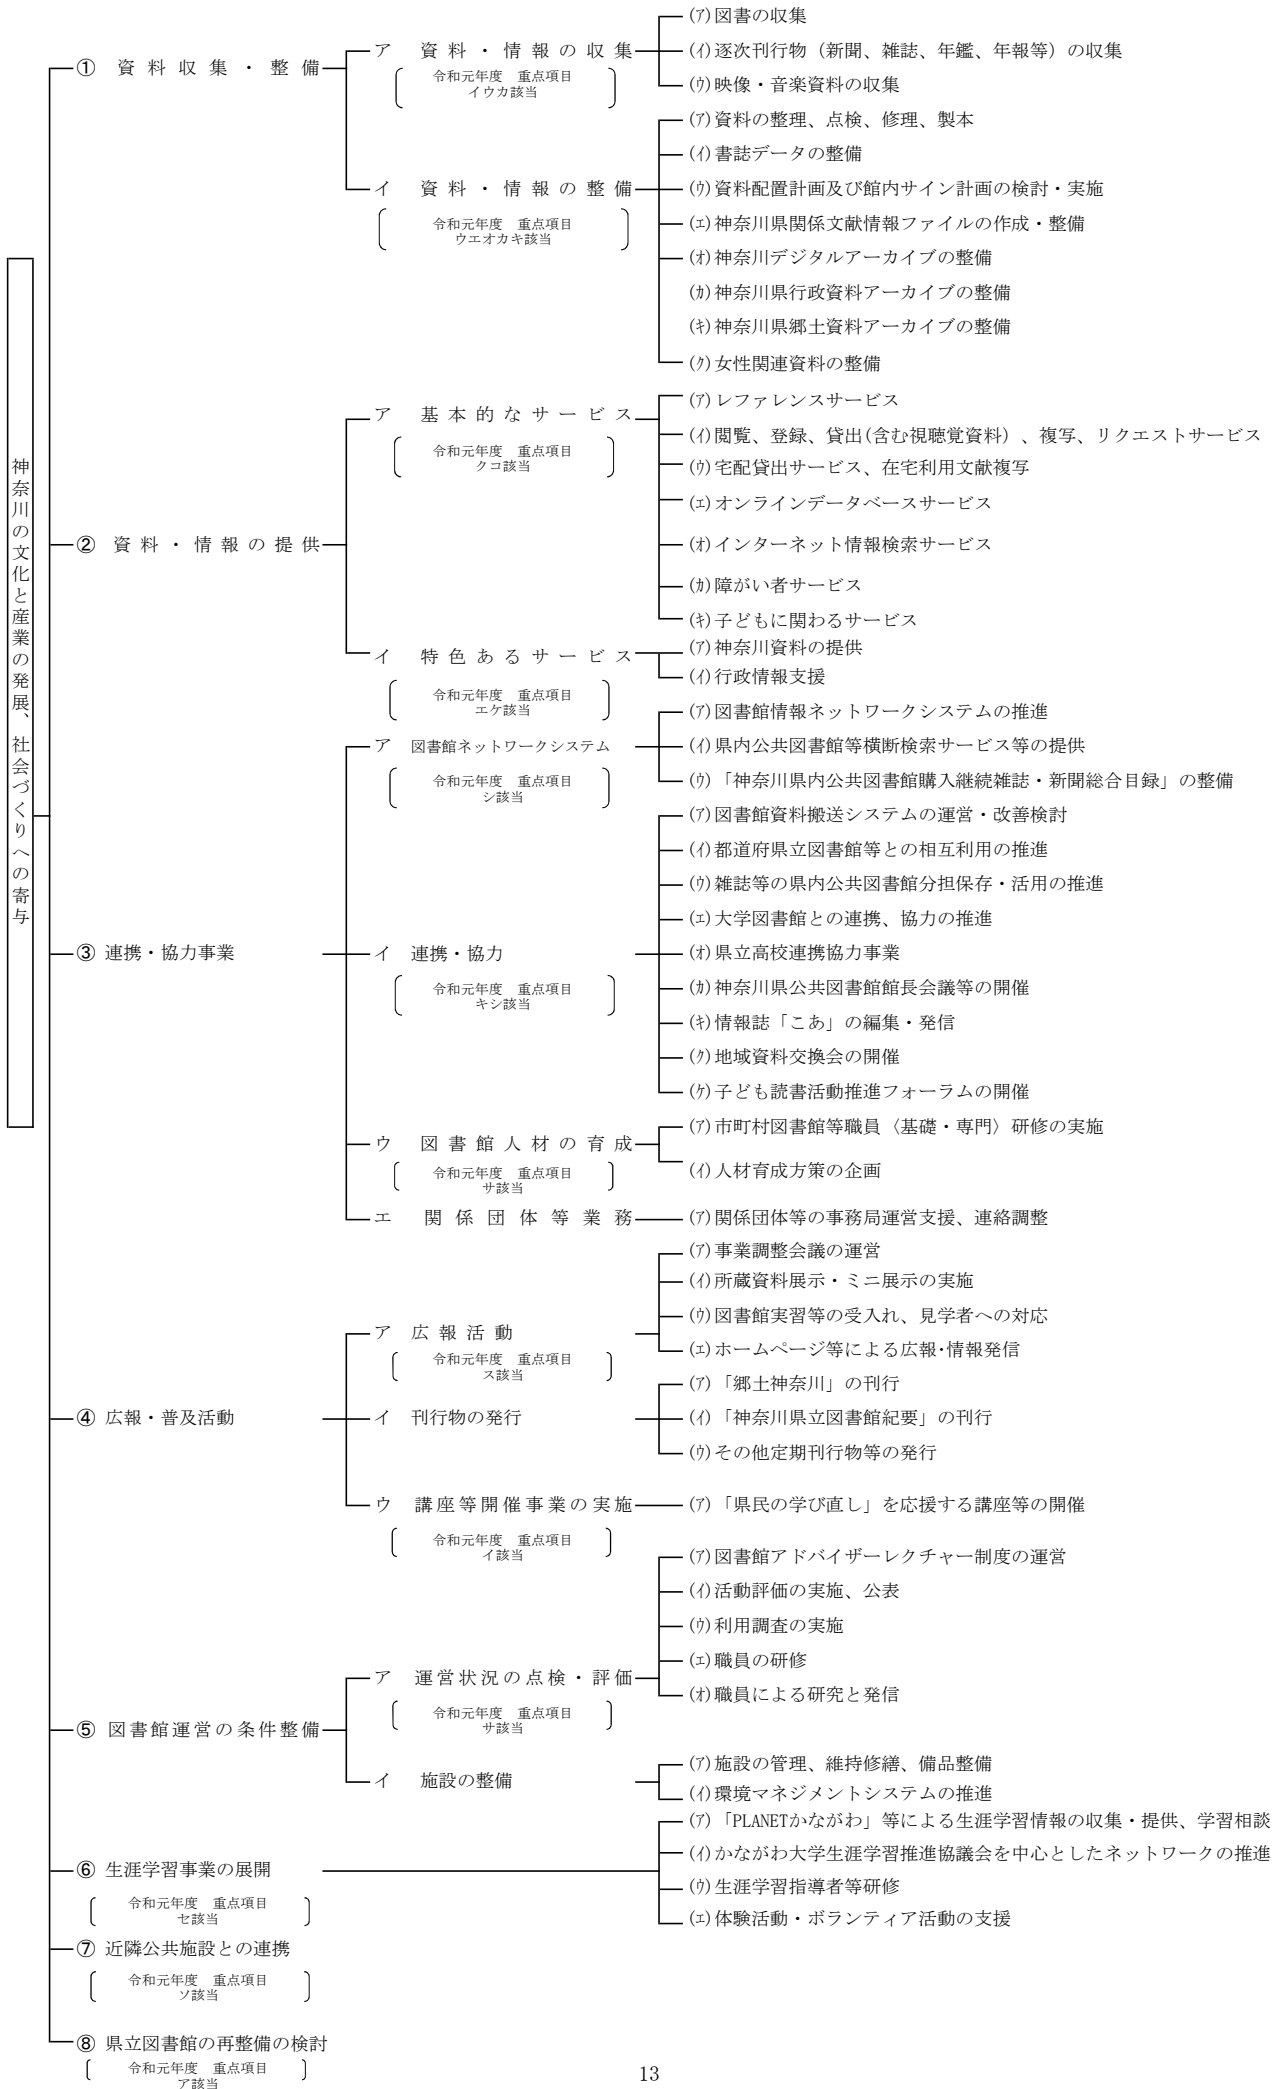 神奈川の文化と産業の発展、社会づくりへの寄与
① 資料収集・整備
ア 資料・情報の収集
令和元年度 重点項目
イウカ該当
(ｱ)図書の収集
(ｲ)逐次刊行物（新聞、雑誌、年鑑、年報等）の収集
(ｳ)映像・音楽資料の収集
イ 資料・情報の整備
令和元年度 重点項目
ウエオカキ該当
(ｱ)資料の整理、点検、修理、製本
(ｲ)書誌データの整備
(ｳ)資料配置計画及び館内サイン計画の検討・実施
(ｴ)神奈川県関係文献情報ファイルの作成・整備
(ｵ)神奈川デジタルアーカイブの整備
(ｶ)神奈川県行政資料アーカイブの整備
(ｷ)神奈川県郷土資料アーカイブの整備
(ｸ)女性関連資料の整備
② 資料・情報の提供
ア 基本的なサービス
令和元年度 重点項目
クコ該当
(ｱ)レファレンスサービス
(ｲ)閲覧、登録、貸出(含む視聴覚資料）、複写、リクエストサービス
(ｳ)宅配貸出サービス、在宅利用文献複写
(ｴ)オンラインデータベースサービス
(ｵ)インターネット情報検索サービス
(ｶ)障がい者サービス
(ｷ)子どもに関わるサービス
イ 特色あるサービス
令和元年度 重点項目
エケ該当
(ｱ)神奈川資料の提供
(ｲ)行政情報支援
③ 連携・協力事業
ア 図書館ネットワークシステム
令和元年度 重点項目
シ該当
(ｱ)図書館情報ネットワークシステムの推進
(ｲ)県内公共図書館等横断検索サービス等の提供
(ｳ)「神奈川県内公共図書館購入継続雑誌・新聞総合目録」の整備
イ 連携・協力
令和元年度 重点項目
キシ該当
(ｱ)図書館資料搬送システムの運営・改善検討
(ｲ)都道府県立図書館等との相互利用の推進
(ｳ)雑誌等の県内公共図書館分担保存・活用の推進
(ｴ)大学図書館との連携、協力の推進
(ｵ)県立高校連携協力事業
(ｶ)神奈川県公共図書館館長会議等の開催
(ｷ)情報誌「こあ」の編集・発信
(ｸ)地域資料交換会の開催
(ｹ)子ども読書活動推進フォーラムの開催
ウ 図書館人材の育成
令和元年度 重点項目
サ該当
(ｱ)市町村図書館等職員〈基礎・専門〉研修の実施
(ｲ)人材育成方策の企画
エ 関係団体等業務
(ｱ)関係団体等の事務局運営支援、連絡調整
④ 広報・普及活動
ア 広報活動
令和元年度 重点項目
ス該当
(ｱ)事業調整会議の運営
(ｲ)所蔵資料展示・ミニ展示の実施
(ｳ)図書館実習等の受入れ、見学者への対応
(ｴ)ホームページ等による広報･情報発信
イ 刊行物の発行
(ｱ)「郷土神奈川」の刊行
(ｲ)「神奈川県立図書館紀要」の刊行
(ｳ)その他定期刊行物等の発行
ウ 講座等開催事業の実施
令和元年度 重点項目
イ該当
(ｱ)「県民の学び直し」を応援する講座等の開催
⑤ 図書館運営の条件整備
ア 運営状況の点検・評価
令和元年度 重点項目
サ該当
(ｱ)図書館アドバイザーレクチャー制度の運営
(ｲ)活動評価の実施、公表
(ｳ)利用調査の実施
(ｴ)職員の研修
(ｵ)職員による研究と発信
イ 施設の整備
(ｱ)施設の管理、維持修繕、備品整備
(ｲ)環境マネジメントシステムの推進
⑥ 生涯学習事業の展開
令和元年度 重点項目
セ該当
(ｱ)「PLANETかながわ」等による生涯学習情報の収集・提供、学習相談
(ｲ)かながわ大学生涯学習推進協議会を中心としたネットワークの推進
(ｳ)生涯学習指導者等研修
(ｴ)体験活動・ボランティア活動の支援
⑦ 近隣公共施設との連携
令和元年度 重点項目
ソ該当
⑧ 県立図書館の再整備の検討
令和元年度 重点項目
ア該当
13